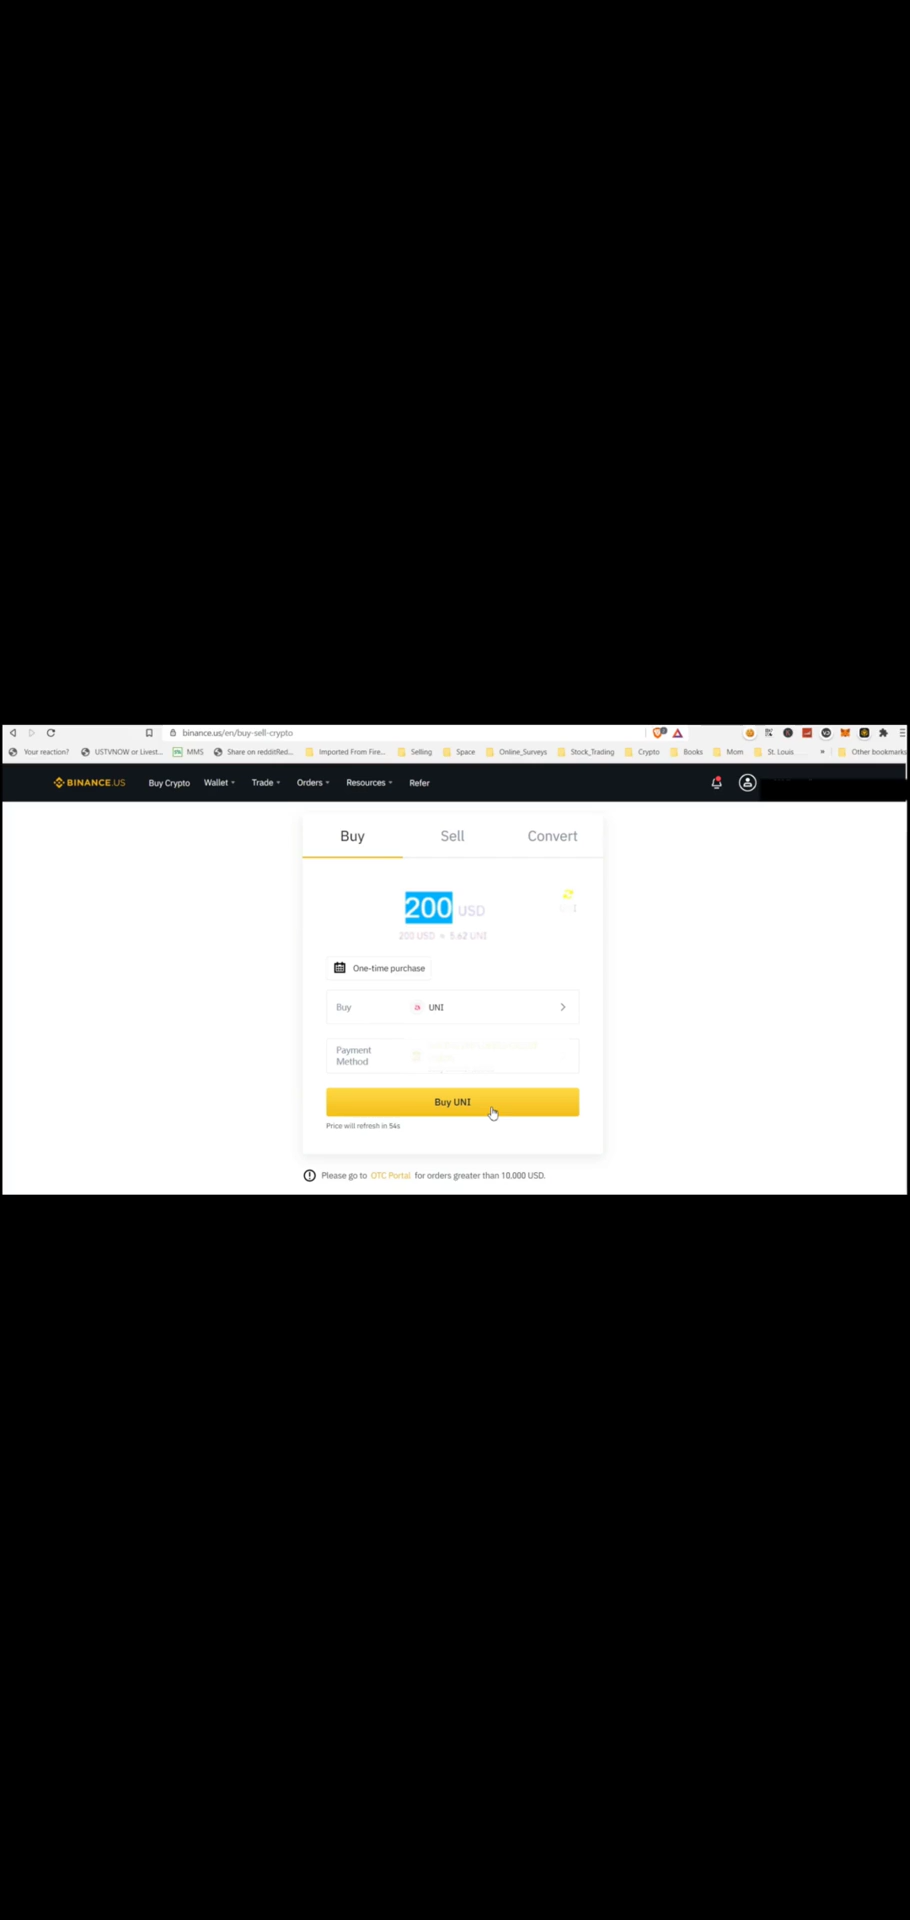 binance.us/en/buy-sell-crypto
Your reaction? USTVNOW or Livest... MMS Share on redditRed... Imported From Fire... Selling Space Online_Surveys Stock_Trading Crypto Books Mom St. Louis » Other bookmarks
BINANCE.US Buy Crypto Wallet Trade Orders Resources Refer
Buy Sell Convert
200 USD
200 USD ≈ 5.62 UNI
One-time purchase
Buy UNI
Payment
Method
Buy UNI
Price will refresh in 54s
Please go to OTC Portal for orders greater than 10,000 USD.